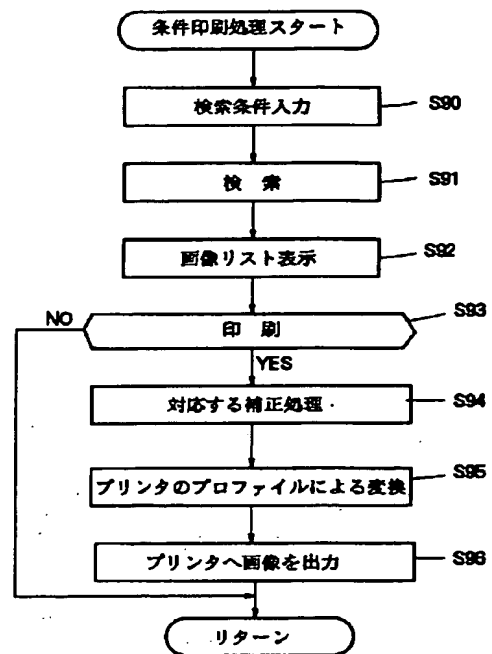 条件印刷処理スタート
検索条件入力
S90
検 索
S91
画像リスト表示
S92
印 刷
S93
NO
YES
対応する補正処理
S94
プリンタのプロファイルによる変換
S95
プリンタへ画像を出力
S96
リターン